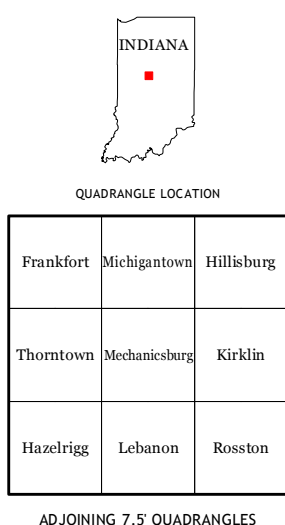 INDIANA
QUADRANGLE LOCATION
Frankfort Michigantown Hillisburg
Thorntown Mechanicsburg Kirklin
Hazelrigg Lebanon Rosston
ADJOINING 7.5' QUADRANGLES